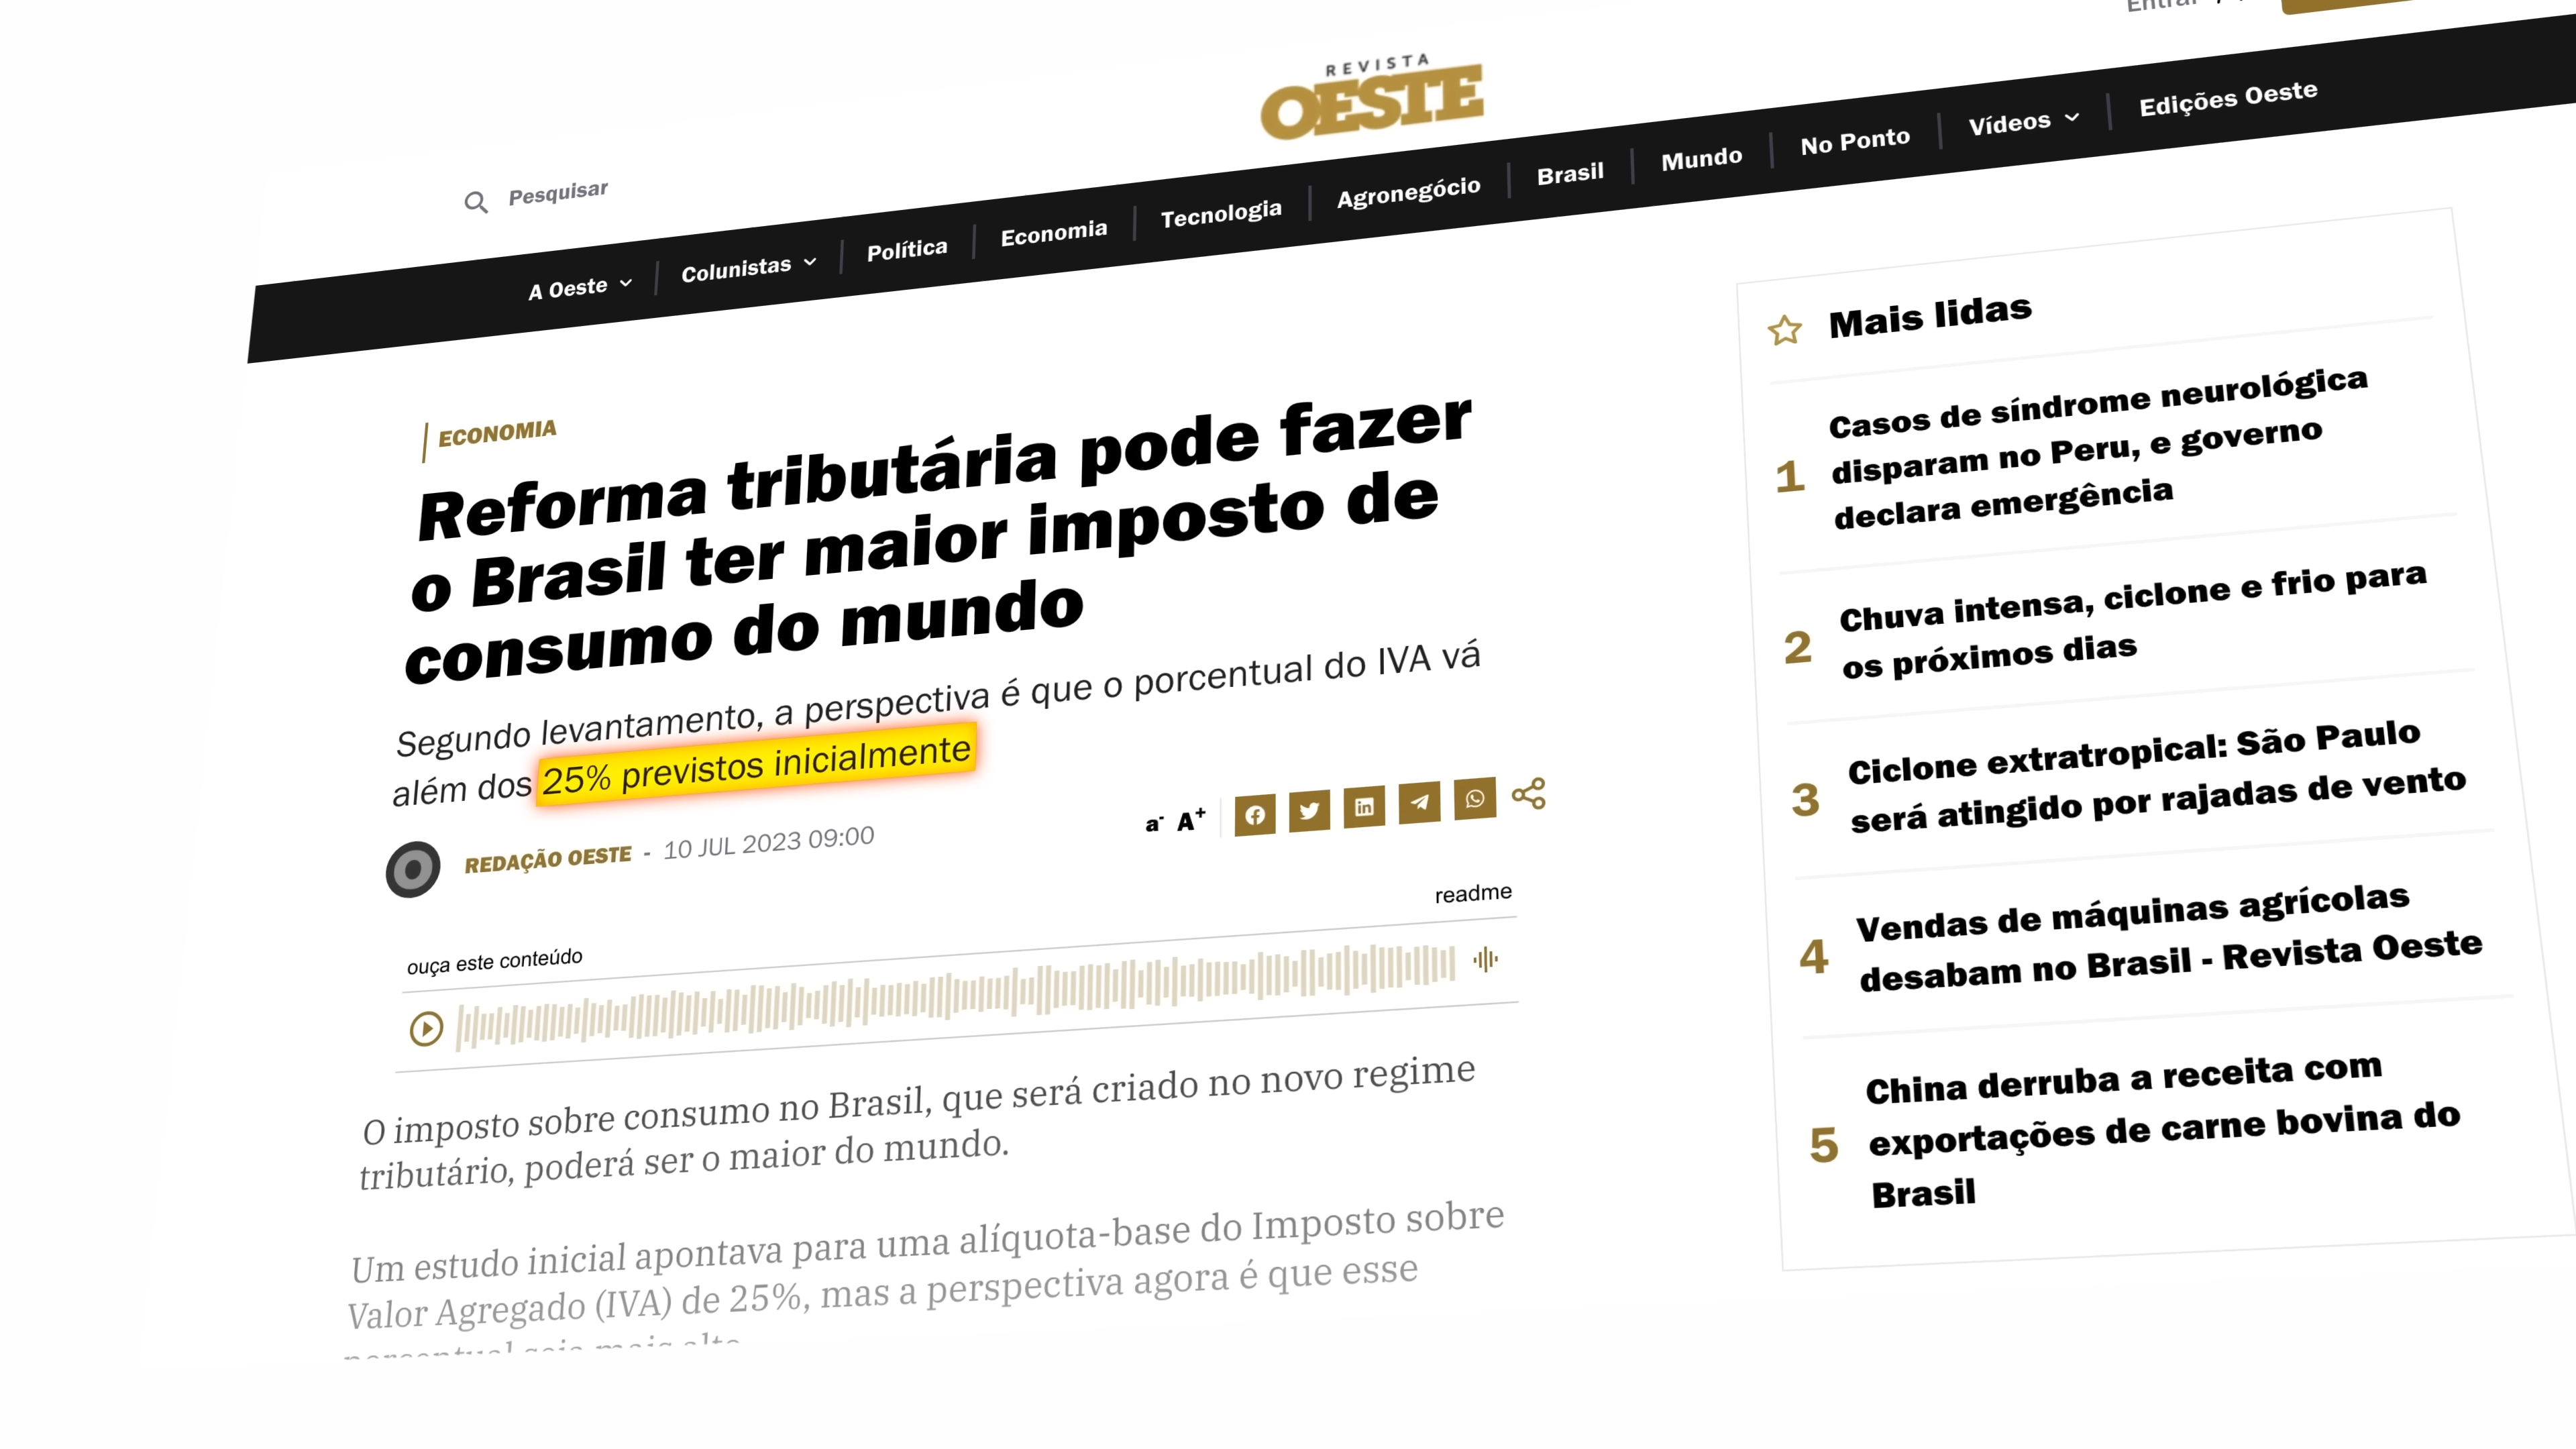 REVISTA
OESTE
Pesquisar
A Oeste
Colunistas
Política
Economia
Tecnologia
Agronegócio
Brasil
Mundo
No Ponto
Vídeos
Edições Oeste
ECONOMIA
Reforma tributária pode fazer
o Brasil ter maior imposto de
consumo do mundo
Segundo levantamento, a perspectiva é que o porcentual do IVA vá
além dos 25% previstos inicialmente
REDAÇÃO OESTE - 10 JUL 2023 09:00
a- A+
readme
ouça este conteúdo
O imposto sobre consumo no Brasil, que será criado no novo regime
tributário, poderá ser o maior do mundo.
Um estudo inicial apontava para uma alíquota-base do Imposto sobre
Valor Agregado (IVA) de 25%, mas a perspectiva agora é que esse
Mais lidas
1
Casos de síndrome neurológica
disparam no Peru, e governo
declara emergência
2
Chuva intensa, ciclone e frio para
os próximos dias
3
Ciclone extratropical: São Paulo
será atingido por rajadas de vento
4
Vendas de máquinas agrícolas
desabam no Brasil - Revista Oeste
5
China derruba a receita com
exportações de carne bovina do
Brasil